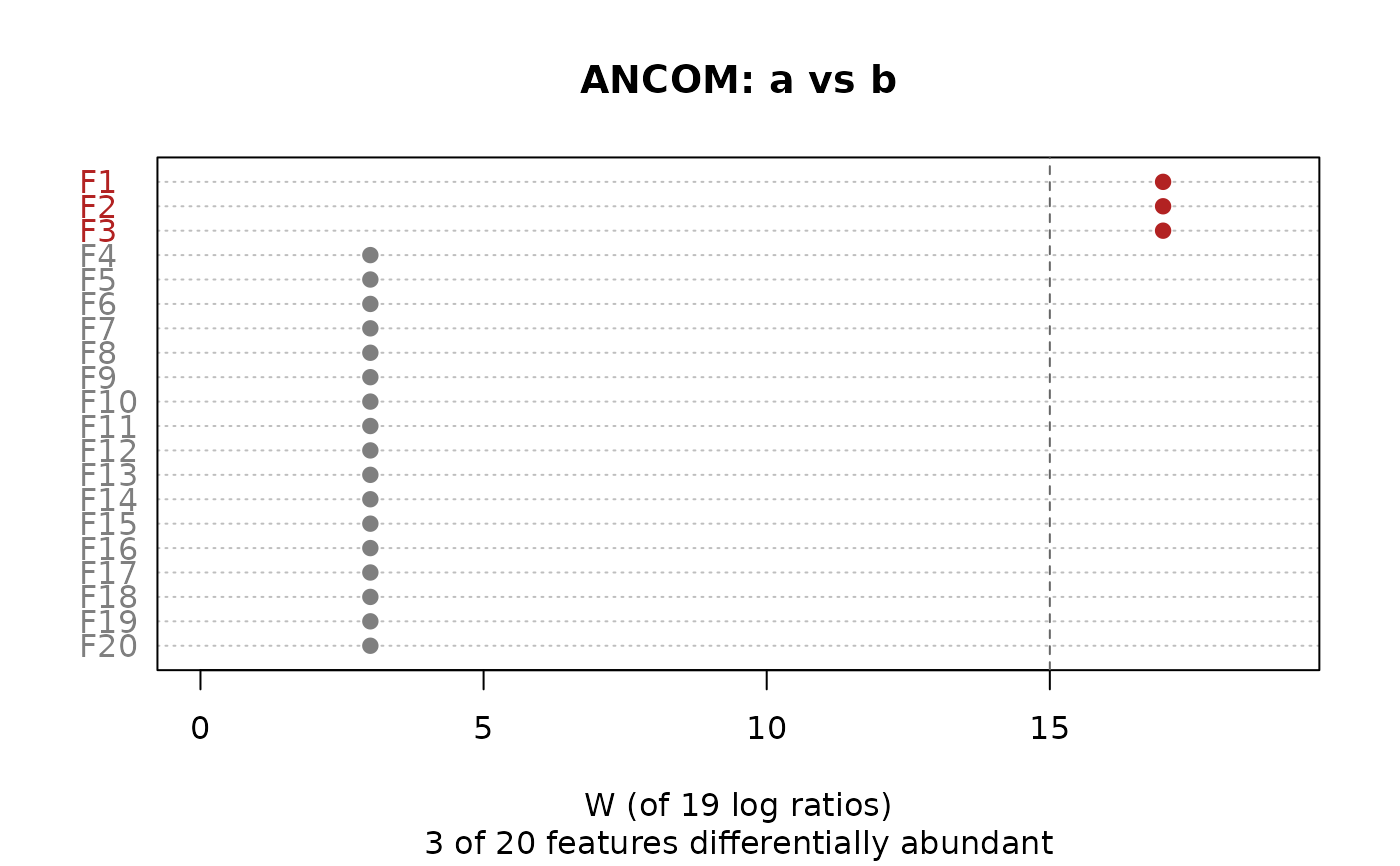 ANCOM: a vs b
F1
F2
F3
F4
F5
F6
F7
F8
F9
F10
F11
F12
F13
F14
F15
F16
F17
F18
F19
F20
0 5 10 15
W (of 19 log ratios)
3 of 20 features differentially abundant